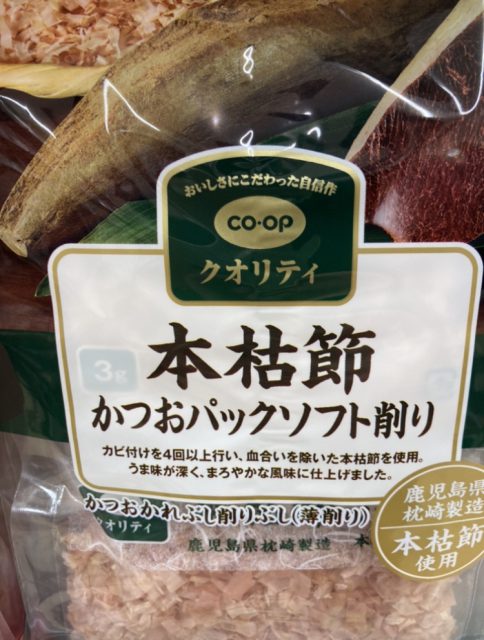 おいしさにこだわった自信作
CO·OP
クオリティ
本枯節
3g
かつおパックソフト削り
カビ付けを4回以上行い、血合いを除いた本枯節を使用。
うま味が深く、まろやかな風味に仕上げました。
かつおかれぶし削りぶし(薄削り)
クオリティ
鹿児島県枕崎製造
本
鹿児島県
枕崎製造
本枯節
使用